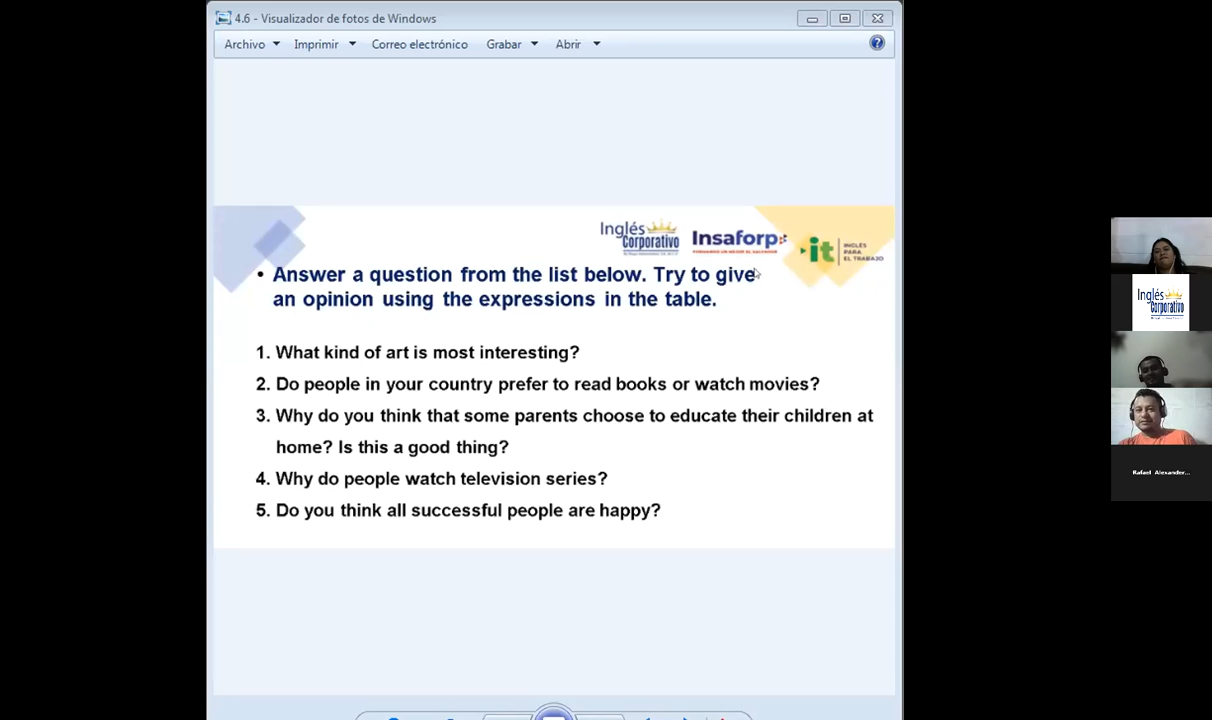 4.6 - Visualizador de fotos de Windows
Archivo Imprimir Correo electrónico Grabar Abrir
Inglés
Corporativo
Insaforp
it
INGLÉS
PARA
EL TRABAJO
• Answer a question from the list below. Try to give
an opinion using the expressions in the table.
1. What kind of art is most interesting?
2. Do people in your country prefer to read books or watch movies?
3. Why do you think that some parents choose to educate their children at
home? Is this a good thing?
4. Why do people watch television series?
5. Do you think all successful people are happy?
Inglés
Corporativo
Rafael Alexander...